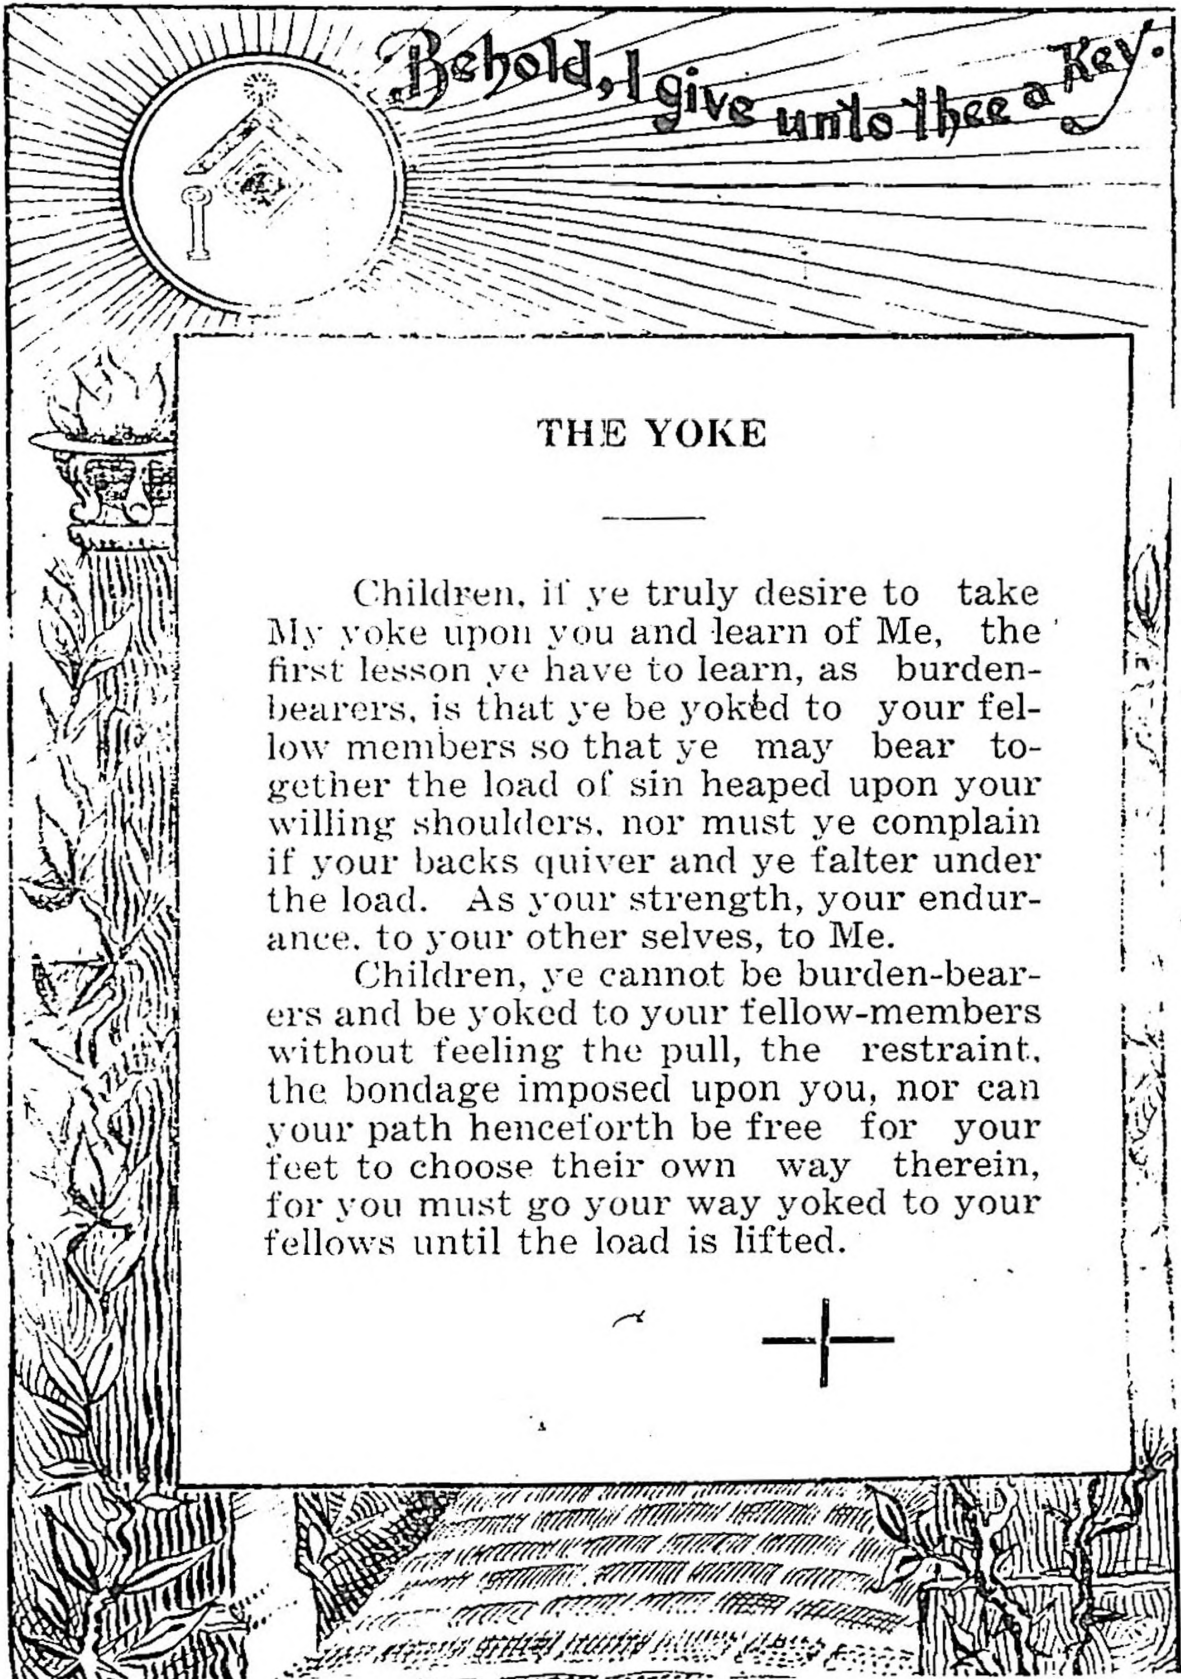 Behold, I give unto thee a Key.
THE YOKE
Children, if ye truly desire to take
My yoke upon you and learn of Me, the
first lesson ye have to learn, as burden-
bearers, is that ye be yoked to your fel-
low members so that ye may bear to-
gether the load of sin heaped upon your
willing shoulders, nor must ye complain
if your backs quiver and ye falter under
the load. As your strength, your endur-
ance, to your other selves, to Me.
Children, ye cannot be burden-bear-
ers and be yoked to your fellow-members
without feeling the pull, the restraint,
the bondage imposed upon you, nor can
your path henceforth be free for your
feet to choose their own way therein,
for you must go your way yoked to your
fellows until the load is lifted.